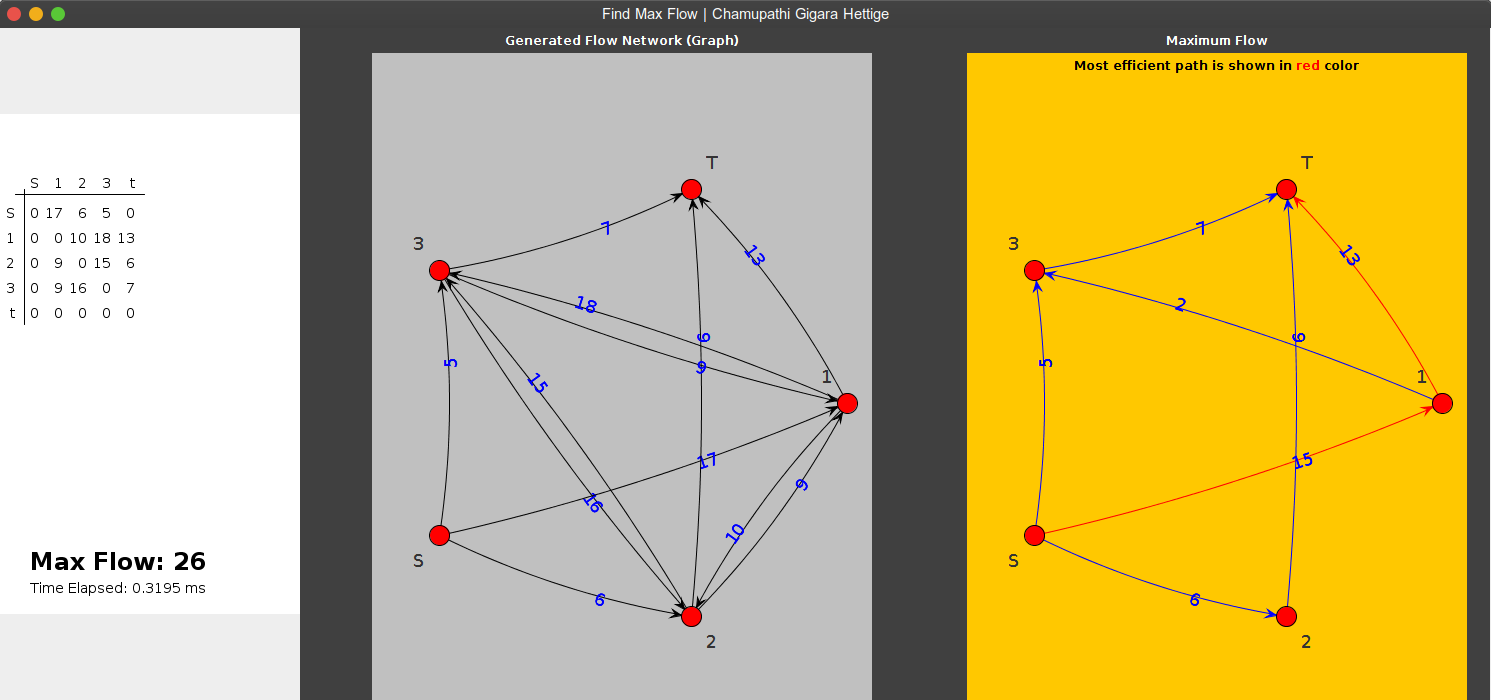 Find Max Flow | Chamupathi Gigara Hettige
S 1 2 3 t
S 0 17 6 5 0
1 0 0 10 18 13
2 0 9 0 15 6
3 0 9 16 0 7
t 0 0 0 0 0
Max Flow: 26
Time Elapsed: 0.3195 ms
Generated Flow Network (Graph)
T
7
3
13
18
6
9
1
5
15
17
9
16
10
S
6
2
Maximum Flow
Most efficient path is shown in red color
T
7
3
13
2
6
5
1
15
S
6
2